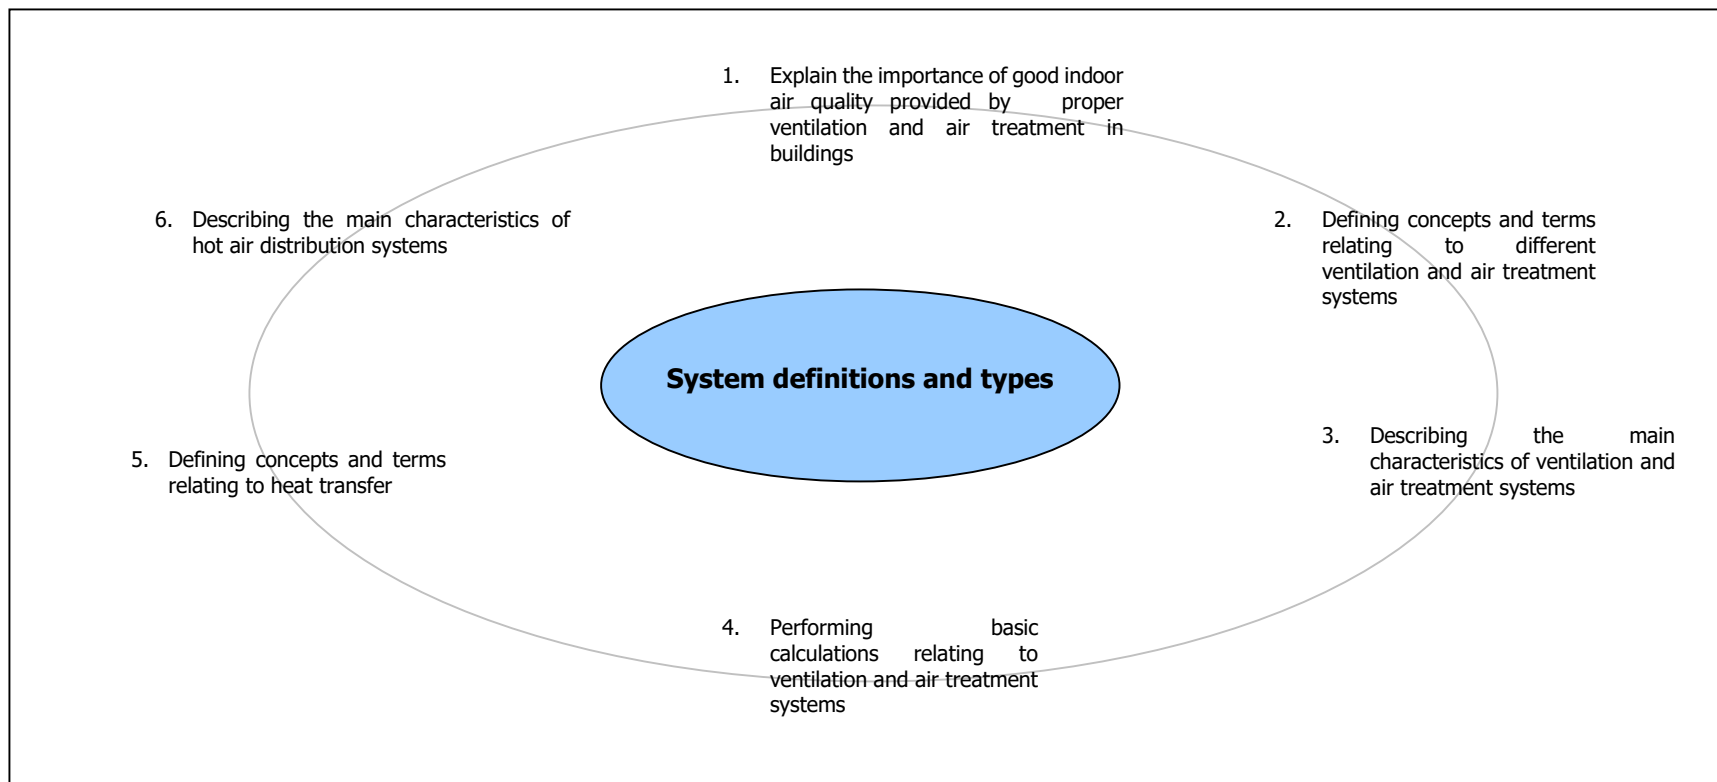 1. Explain the importance of good indoor
air quality provided by proper
ventilation and air treatment in
buildings
2. Defining concepts and terms
relating to different
ventilation and air treatment
systems
3. Describing the main
characteristics of ventilation and
air treatment systems
4. Performing basic
calculations relating to
ventilation and air treatment
systems
5. Defining concepts and terms
relating to heat transfer
6. Describing the main characteristics of
hot air distribution systems
System definitions and types